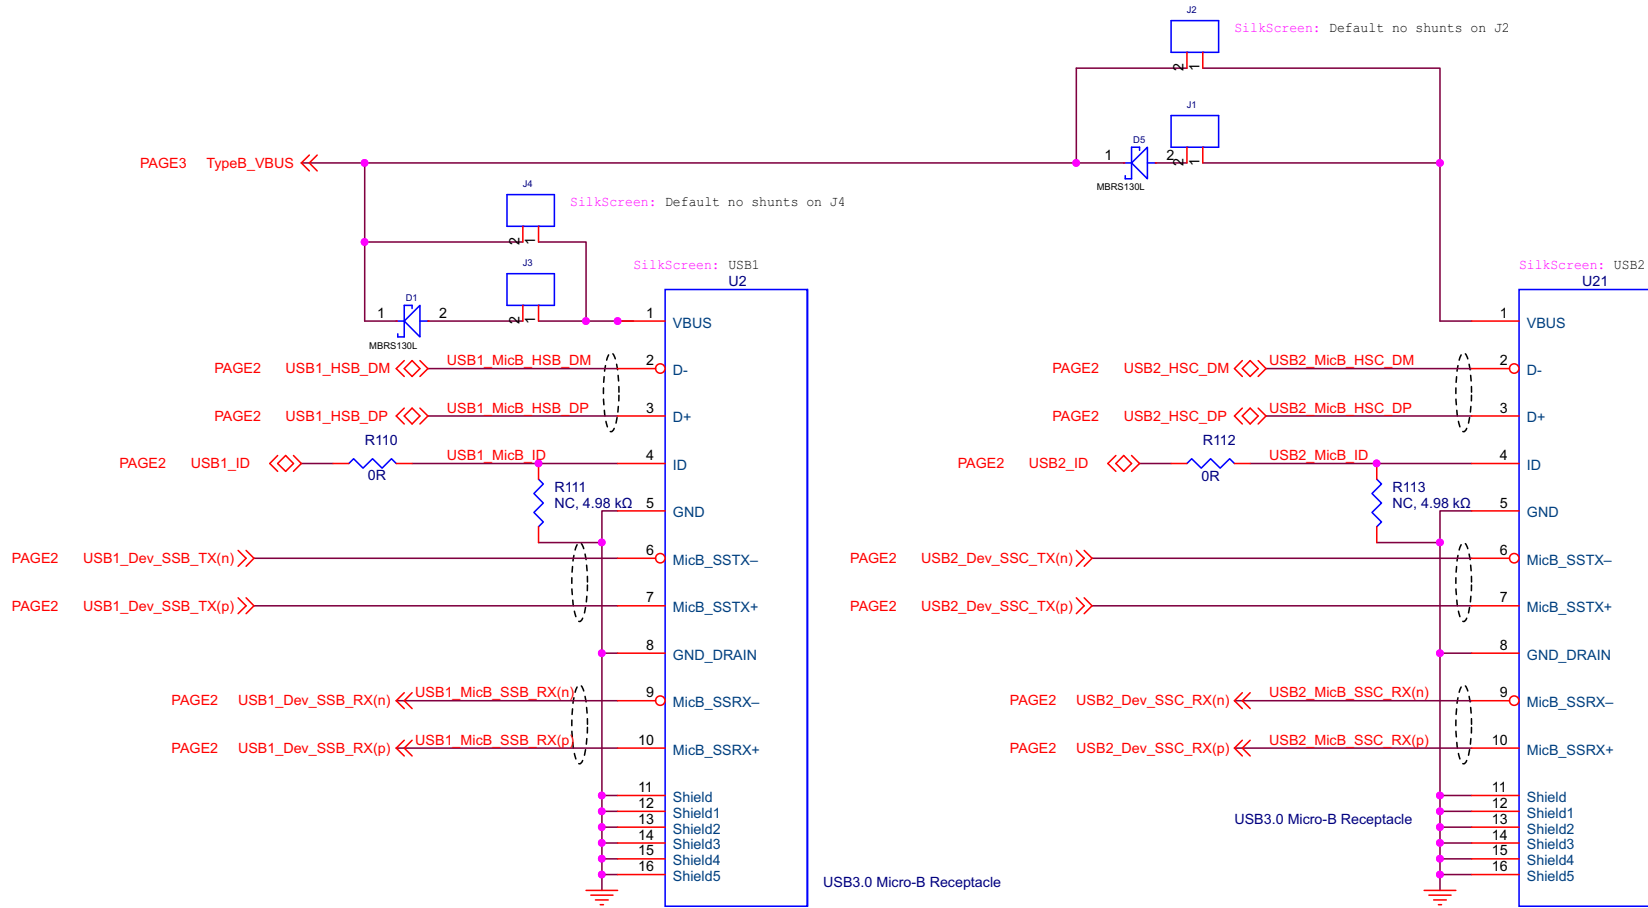 J2
SilkScreen: Default no shunts on J2
2 1
J1
D5
1 2
2 1
MBRS130L
PAGE3 TypeB_VBUS
J4
SilkScreen: Default no shunts on J4
2 1
J3
D1
1 2
2 1
MBRS130L
SilkScreen: USB1
U2
1 VBUS
PAGE2 USB1_HSB_DM USB1_MicB_HSB_DM 2 D-
PAGE2 USB1_HSB_DP USB1_MicB_HSB_DP 3 D+
R110
PAGE2 USB1_ID 0R USB1_MicB_ID 4 ID
R111
NC, 4.98 kΩ
5 GND
PAGE2 USB1_Dev_SSB_TX(n) 6 MicB_SSTX–
PAGE2 USB1_Dev_SSB_TX(p) 7 MicB_SSTX+
8 GND_DRAIN
PAGE2 USB1_Dev_SSB_RX(n) USB1_MicB_SSB_RX(n) 9 MicB_SSRX–
PAGE2 USB1_Dev_SSB_RX(p) USB1_MicB_SSB_RX(p) 10 MicB_SSRX+
11 Shield
12 Shield1
13 Shield2
14 Shield3
15 Shield4
16 Shield5
USB3.0 Micro-B Receptacle
SilkScreen: USB2
U21
1 VBUS
PAGE2 USB2_HSC_DM USB2_MicB_HSC_DM 2 D-
PAGE2 USB2_HSC_DP USB2_MicB_HSC_DP 3 D+
R112
PAGE2 USB2_ID 0R USB2_MicB_ID 4 ID
R113
NC, 4.98 kΩ
5 GND
PAGE2 USB2_Dev_SSC_TX(n) 6 MicB_SSTX–
PAGE2 USB2_Dev_SSC_TX(p) 7 MicB_SSTX+
8 GND_DRAIN
PAGE2 USB2_Dev_SSC_RX(n) USB2_MicB_SSC_RX(n) 9 MicB_SSRX–
PAGE2 USB2_Dev_SSC_RX(p) USB2_MicB_SSC_RX(p) 10 MicB_SSRX+
11 Shield
12 Shield1
13 Shield2
14 Shield3
15 Shield4
16 Shield5
USB3.0 Micro-B Receptacle